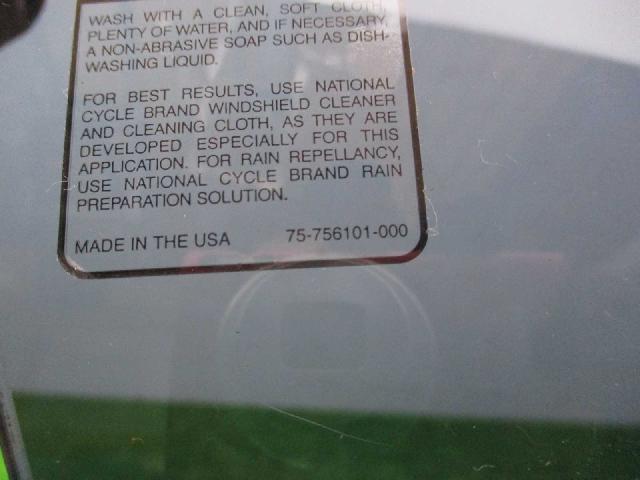 WASH WITH A CLEAN, SOFT CLOTH,
PLENTY OF WATER, AND IF NECESSARY,
A NON-ABRASIVE SOAP SUCH AS DISH-
WASHING LIQUID.
FOR BEST RESULTS, USE NATIONAL
CYCLE BRAND WINDSHIELD CLEANER
AND CLEANING CLOTH, AS THEY ARE
DEVELOPED ESPECIALLY FOR THIS
APPLICATION. FOR RAIN REPELLANCY,
USE NATIONAL CYCLE BRAND RAIN
PREPARATION SOLUTION.
MADE IN THE USA 75-756101-000